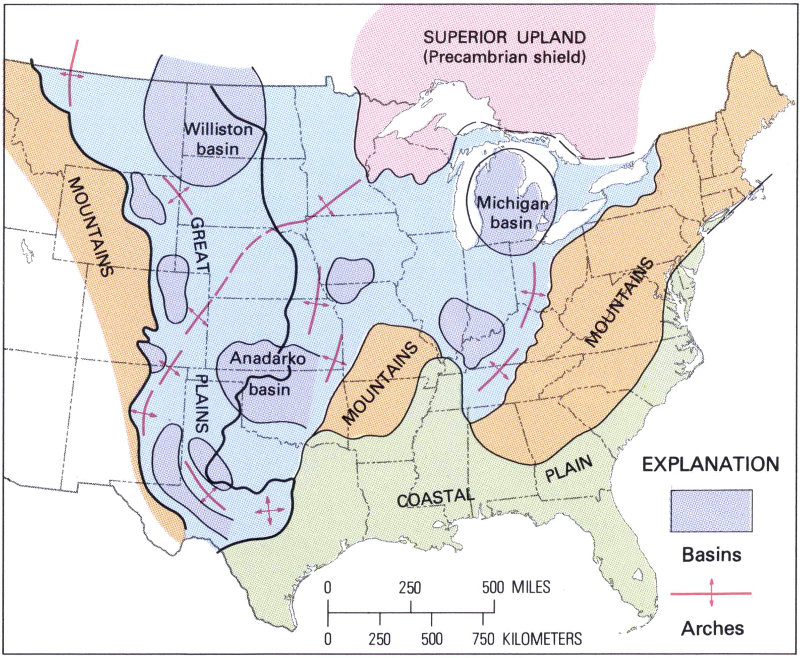 SUPERIOR UPLAND
(Precambrian shield)
Williston
basin
MOUNTAINS
GREAT
PLAINS
Michigan
basin
MOUNTAINS
Anadarko
basin
MOUNTAINS
COASTAL
PLAIN
EXPLANATION
Basins
Arches
0 250 500 MILES
0 250 500 750 KILOMETERS